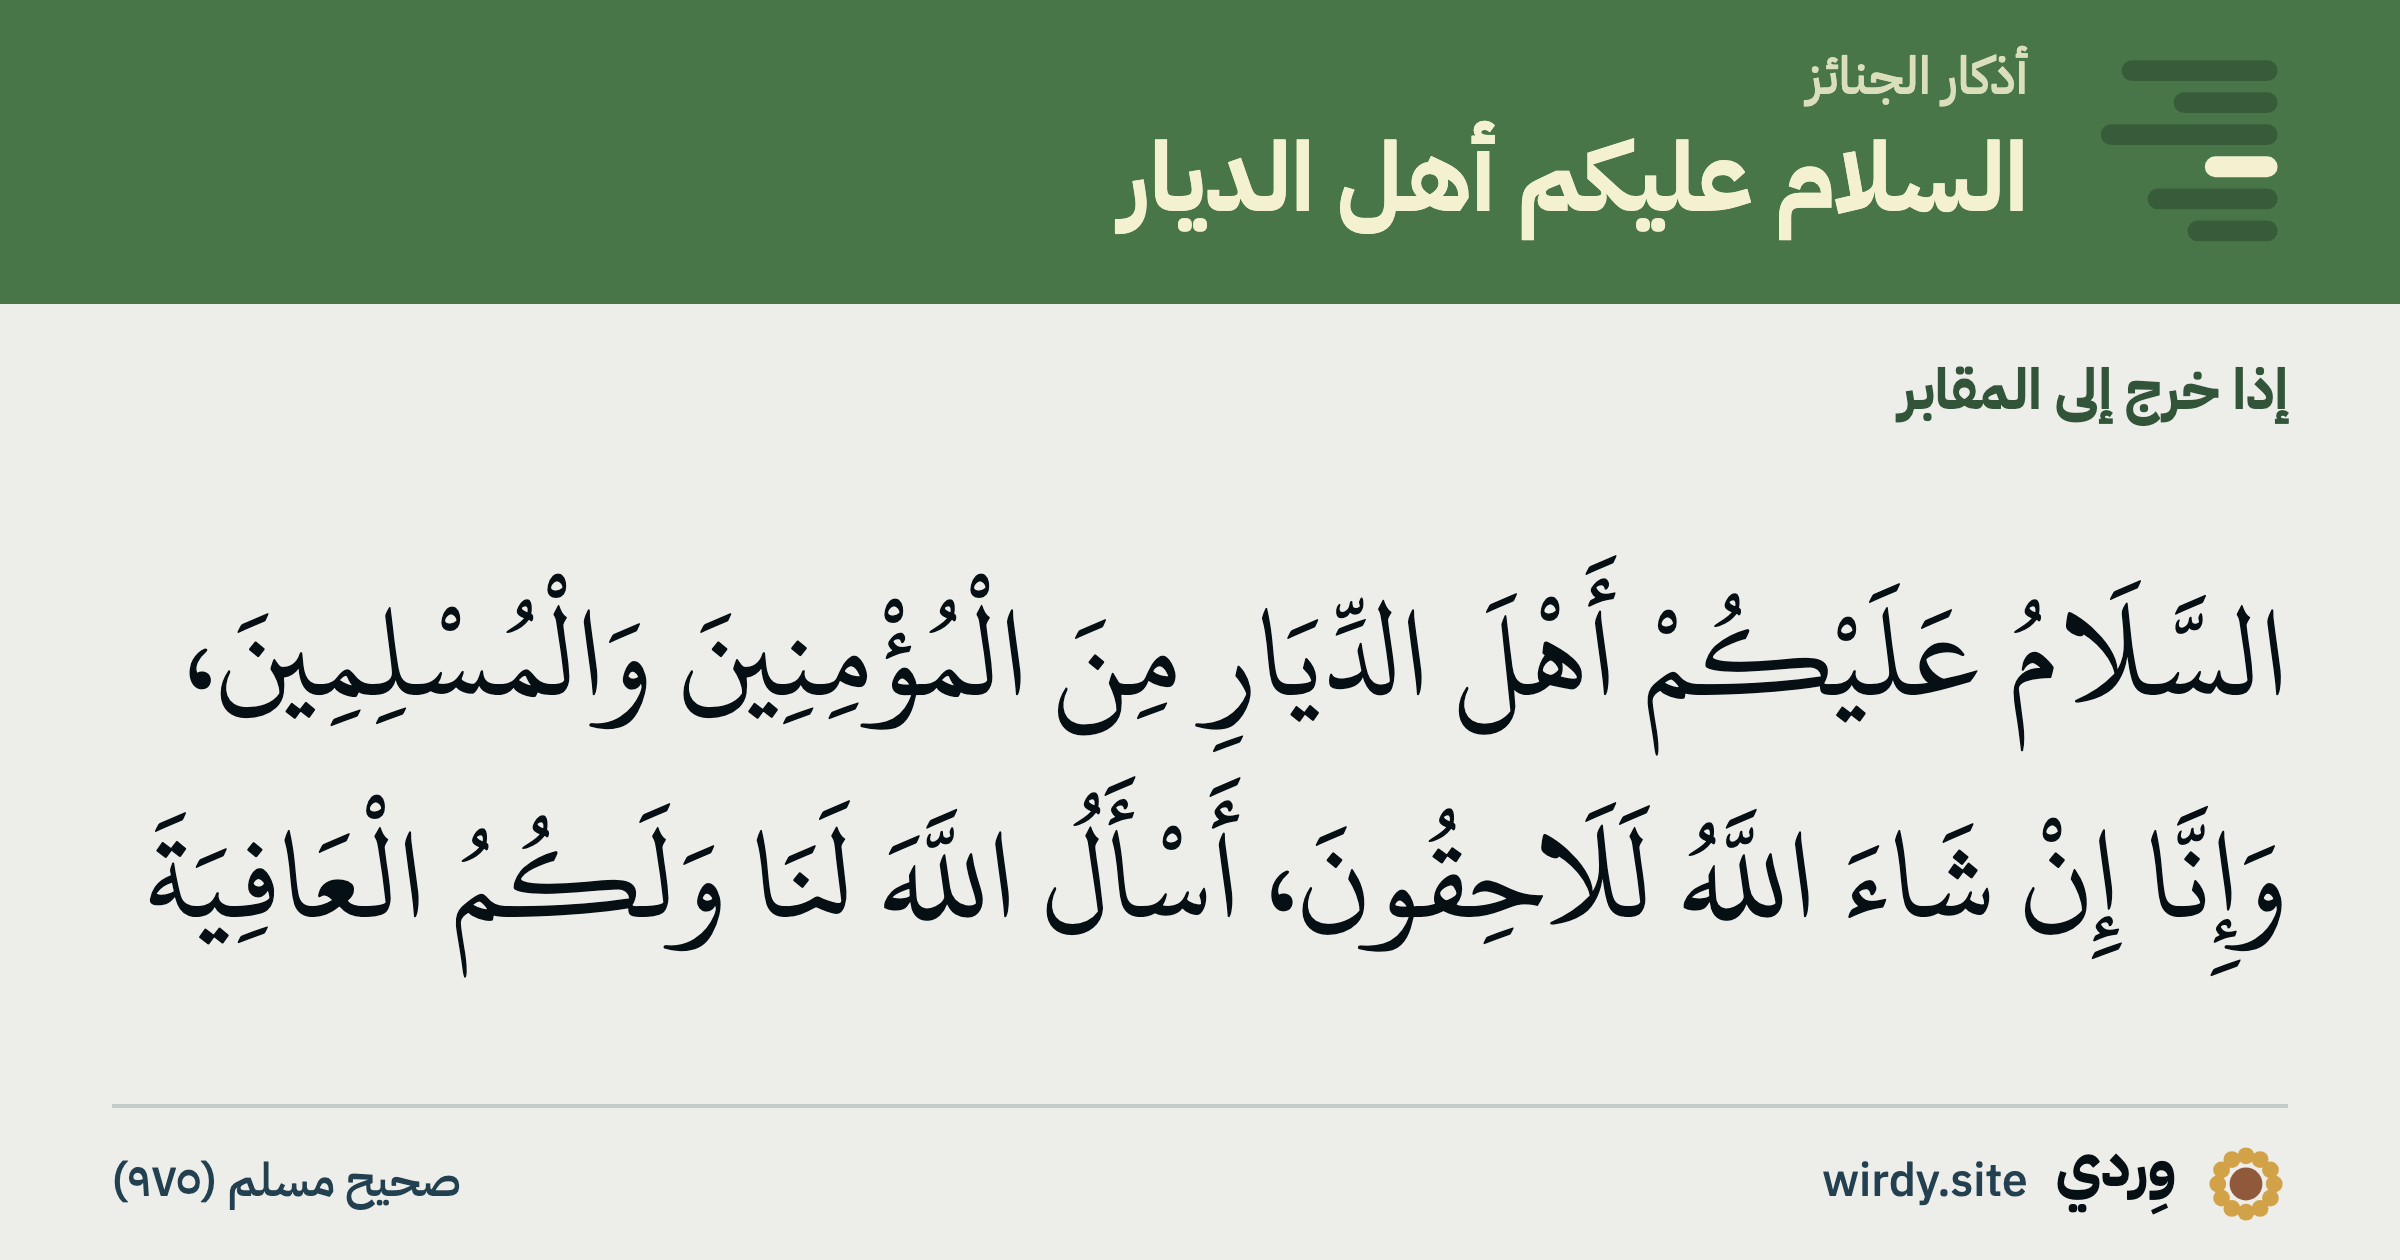 أذكار الجنائز
السلام عليكم أهل الديار
إذا خرج إلى المقابر
السَّلَامُ عَلَيْكُمْ أَهْلَ الدِّيَارِ مِنَ الْمُؤْمِنِينَ وَالْمُسْلِمِينَ،
وَإِنَّا إِنْ شَاءَ اللَّهُ لَلَاحِقُونَ، أَسْأَلُ اللَّهَ لَنَا وَلَكُمُ الْعَافِيَةَ
وِردي wirdy.site
صحيح مسلم (٩٧٥)